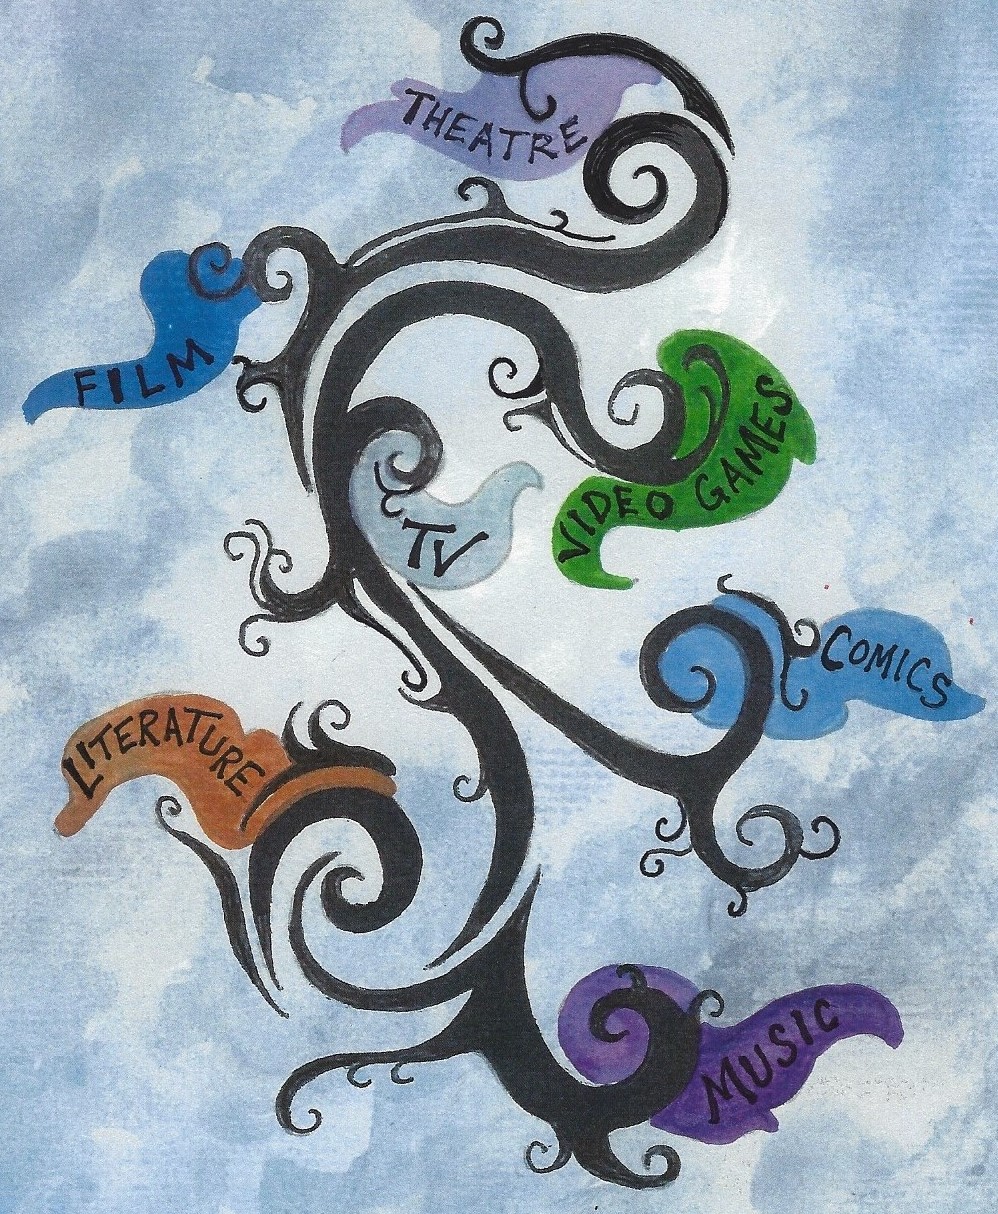 THEATRE
FILM
VIDEO GAMES
TV
COMICS
LITERATURE
MUSIC